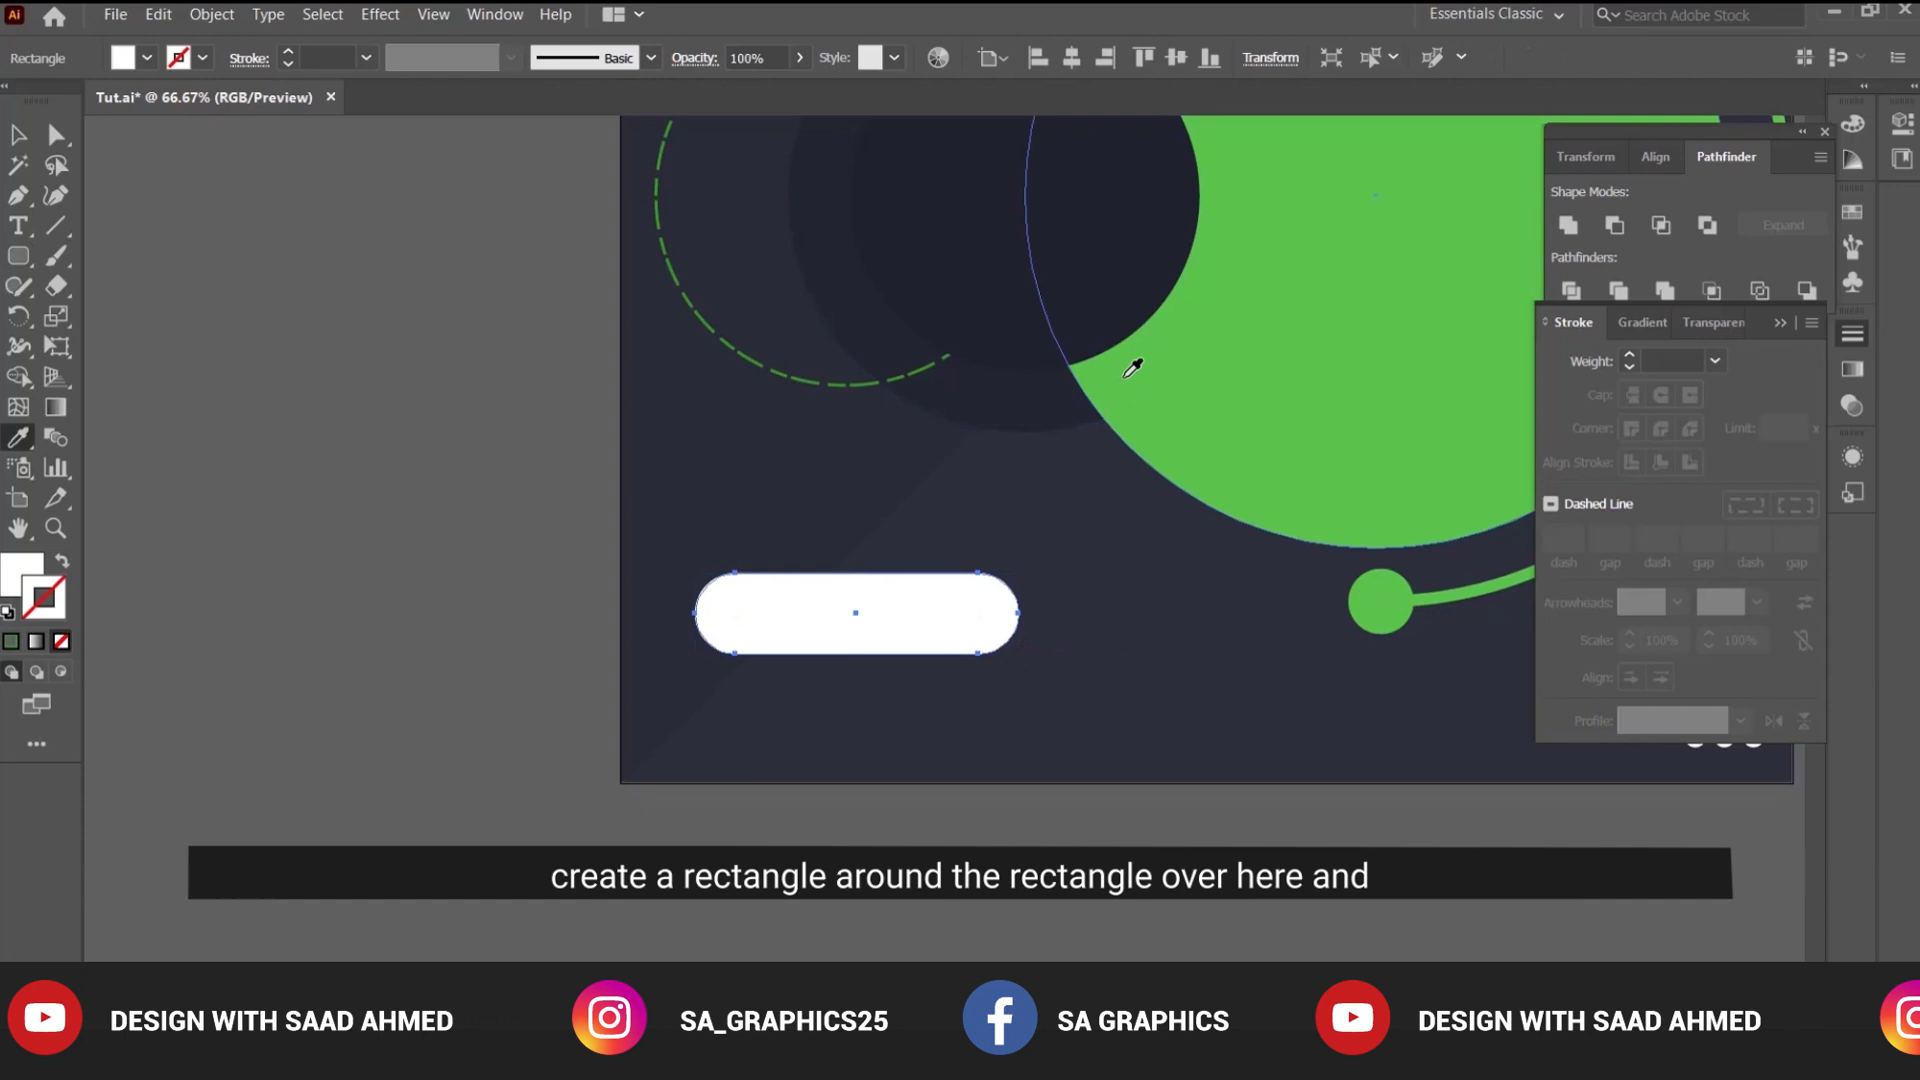 Ai File Edit Object Type Select Effect View Window Help Essentials Classic Search Adobe Stock
Rectangle Stroke: Basic Opacity: 100% Style: Transform
Tut.ai* @ 66.67% (RGB/Preview)
Transform Align Pathfinder
Shape Modes:
Expand
Pathfinders:
Stroke Gradient Transparen
Weight:
Cap:
Corner: Limit: x
Align Stroke:
Dashed Line
dash gap dash gap dash gap
Arrowheads:
Scale: 100% 100%
Align:
Profile:
create a rectangle around the rectangle over here and
DESIGN WITH SAAD AHMED SA_GRAPHICS25 SA GRAPHICS DESIGN WITH SAAD AHMED